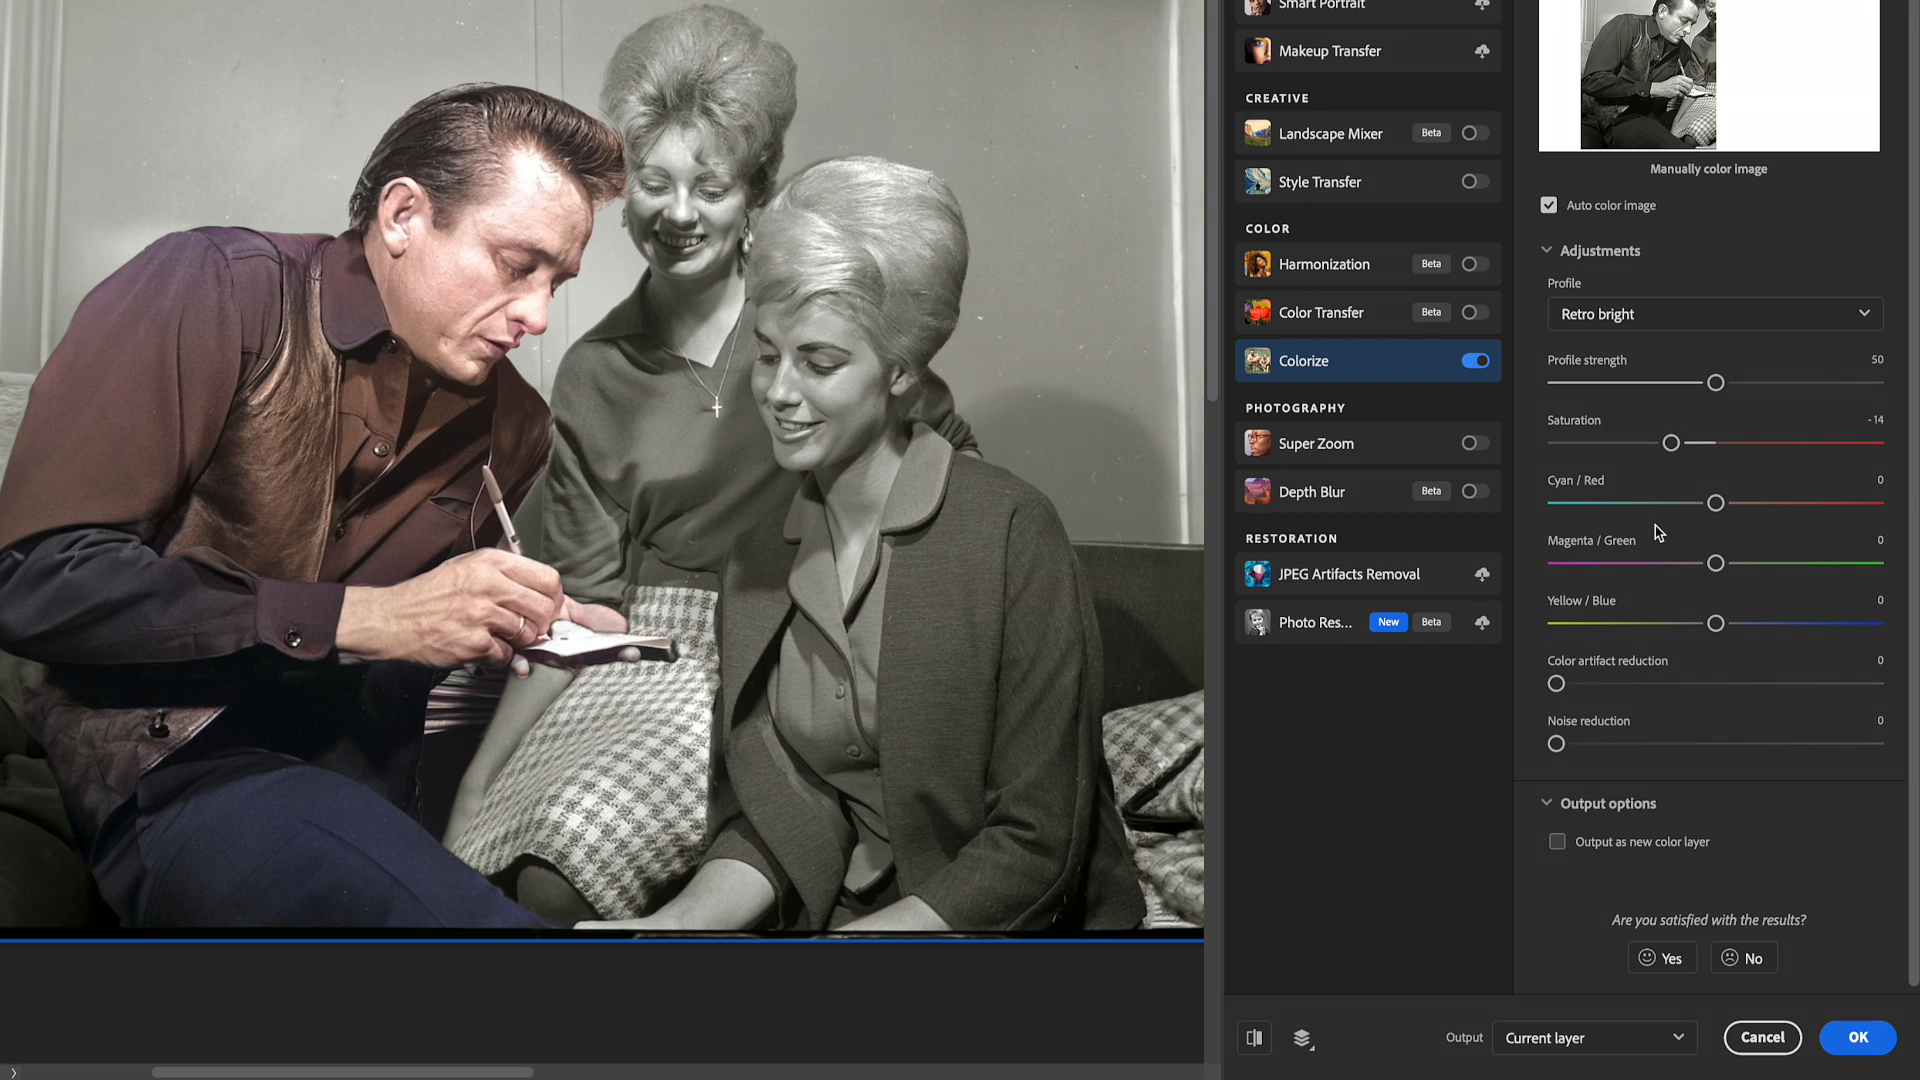 Smart Portrait
Makeup Transfer
CREATIVE
Landscape Mixer Beta
Style Transfer
COLOR
Harmonization Beta
Color Transfer Beta
Colorize
PHOTOGRAPHY
Super Zoom
Depth Blur Beta
RESTORATION
JPEG Artifacts Removal
Photo Res... New Beta
Manually color image
Auto color image
Adjustments
Profile
Retro bright
Profile strength 50
Saturation -14
Cyan / Red 0
Magenta / Green 0
Yellow / Blue 0
Color artifact reduction 0
Noise reduction 0
Output options
Output as new color layer
Are you satisfied with the results?
Yes No
Output Current layer Cancel OK